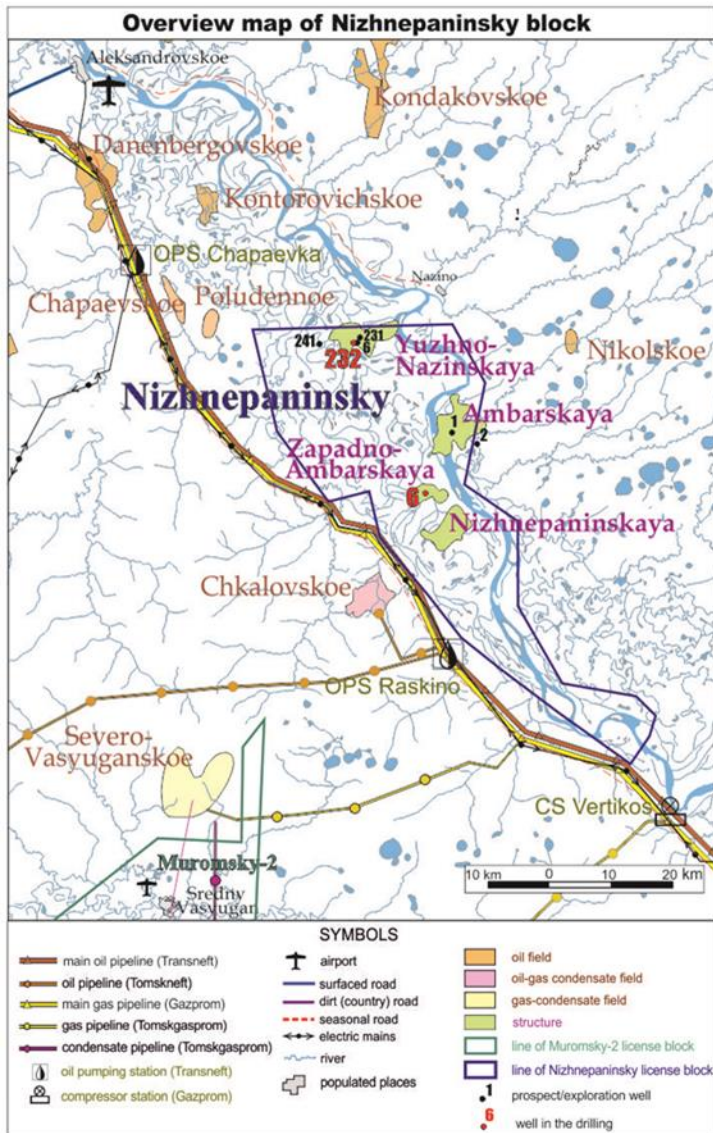 Overview map of Nizhnepaninsky block
Aleksandrovskoe
Kondakovskoe
Danenbergovskoe
Kontorovichskoe
OPS Chapaevka
Nazino
Chapaevskoe
Poludennoe
241
231
6
232
Yuzhno-
Nazinskaya
Nikolskoe
Nizhnepaninsky
Ambarskaya
1
2
Zapadno-
Ambarskaya
6
Nizhnepaninskaya
Chkalovskoe
OPS Raskino
Severo-
Vasyuganskoe
CS Vertikos
Muromsky-2
Sredny
Vasyugan
10 km 0 10 20 km
SYMBOLS
main oil pipeline (Transneft)
oil pipeline (Tomskneft)
main gas pipeline (Gazprom)
gas pipeline (Tomskgasprom)
condensate pipeline (Tomskgasprom)
oil pumping station (Transneft)
compressor station (Gazprom)
airport
surfaced road
dirt (country) road
seasonal road
electric mains
river
populated places
oil field
oil-gas condensate field
gas-condensate field
structure
line of Muromsky-2 license block
line of Nizhnepaninsky license block
1 prospect/exploration well
6 well in the drilling